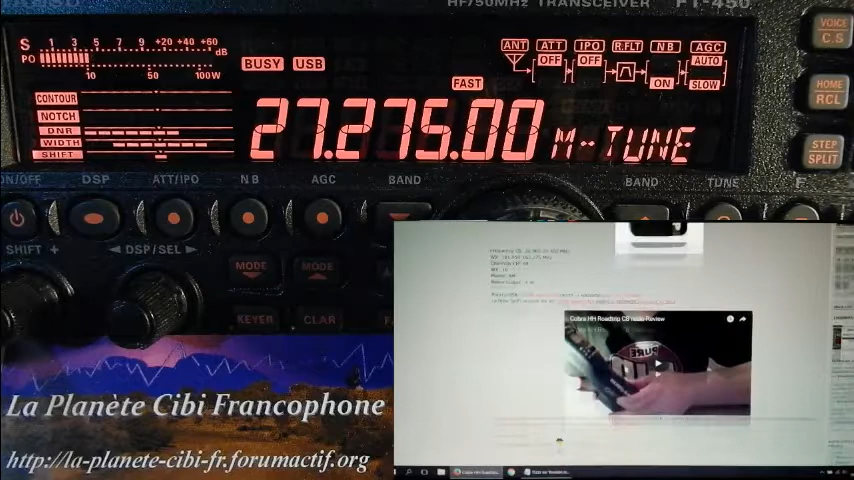 HF/50MHz TRANSCEIVER FT-450
S 1 3 5 7 9 +20 +40 +60 dB
PO 10 50 100W
BUSY USB
ANT ATT IPO R.FLT NB AGC
OFF OFF AUTO
ON SLOW
FAST
CONTOUR
NOTCH
DNR
WIDTH
SHIFT
27.275.00 M-TUNE
VOICE
C.S
HOME
RCL
STEP
SPLIT
ON/OFF DSP ATT/IPO NB AGC BAND BAND TUNE
SHIFT + DSP/SEL
MODE MODE
KEYER CLAR
Cobra HH Roadtrip CB radio Review
PURE
La Planète Cibi Francophone
http://la-planete-cibi-fr.forumactif.org